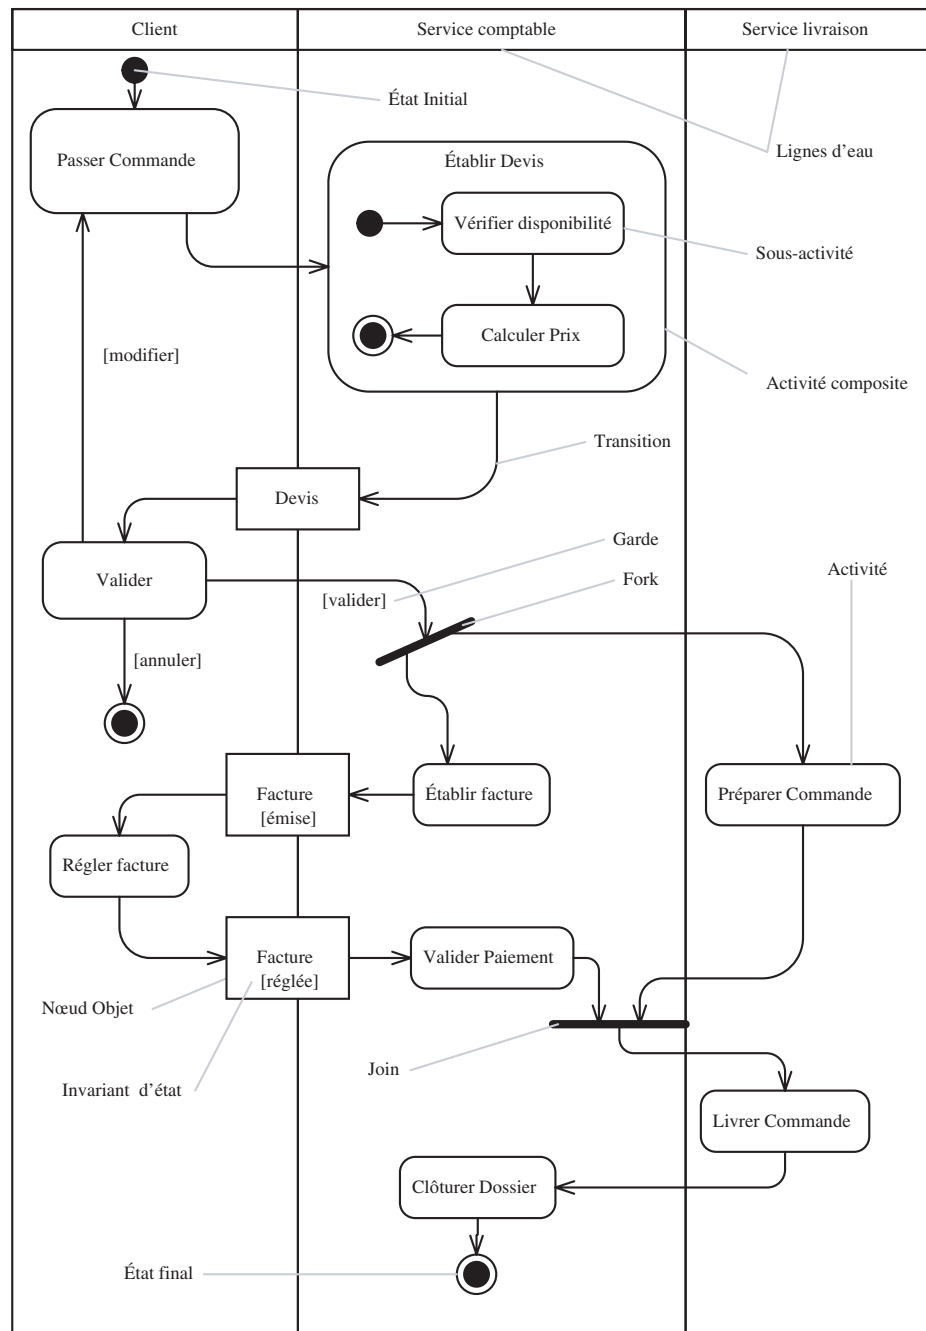 Client
Service comptable
Service livraison
État Initial
Passer Commande
Établir Devis
Lignes d'eau
Vérifier disponibilité
Sous-activité
Calculer Prix
[modifier]
Activité composite
Transition
Devis
Garde
Valider
[valider]
Fork
Activité
[annuler]
Facture
[émise]
Établir facture
Préparer Commande
Régler facture
Facture
[réglée]
Valider Paiement
Nœud Objet
Join
Invariant d'état
Livrer Commande
Clôturer Dossier
État final